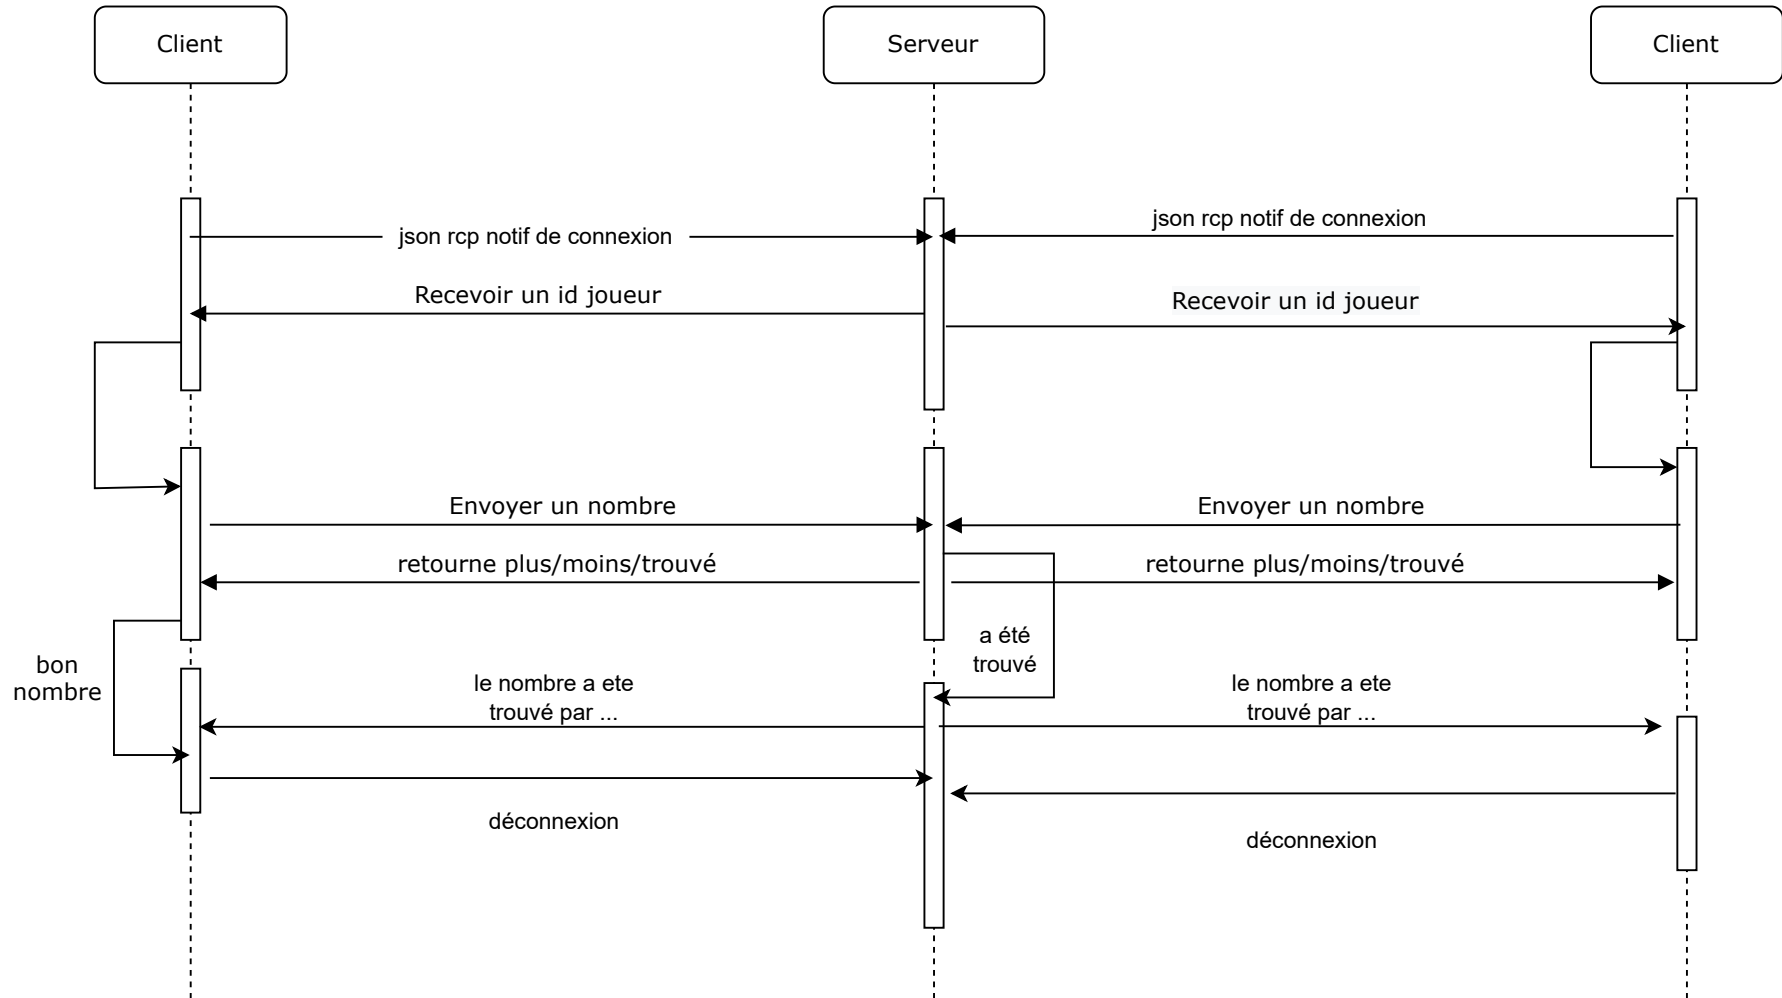 Client
Serveur
Client
json rcp notif de connexion
json rcp notif de connexion
Recevoir un id joueur
Recevoir un id joueur
Envoyer un nombre
Envoyer un nombre
retourne plus/moins/trouvé
retourne plus/moins/trouvé
a été
trouvé
bon
nombre
le nombre a ete
trouvé par ...
le nombre a ete
trouvé par ...
déconnexion
déconnexion